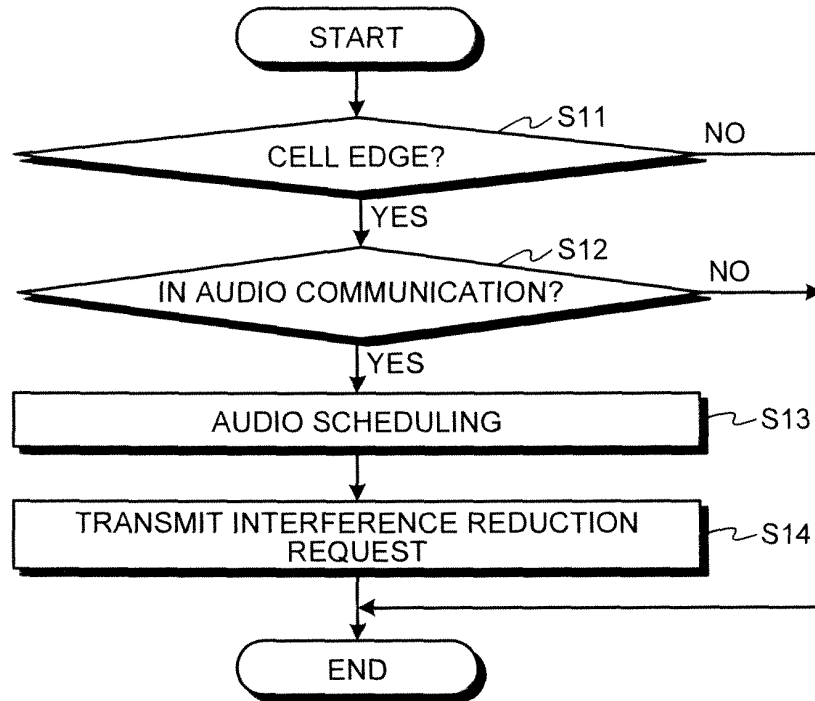 START
S11
CELL EDGE?
NO
YES
S12
IN AUDIO COMMUNICATION?
NO
YES
AUDIO SCHEDULING
S13
TRANSMIT INTERFERENCE REDUCTION
REQUEST
S14
END